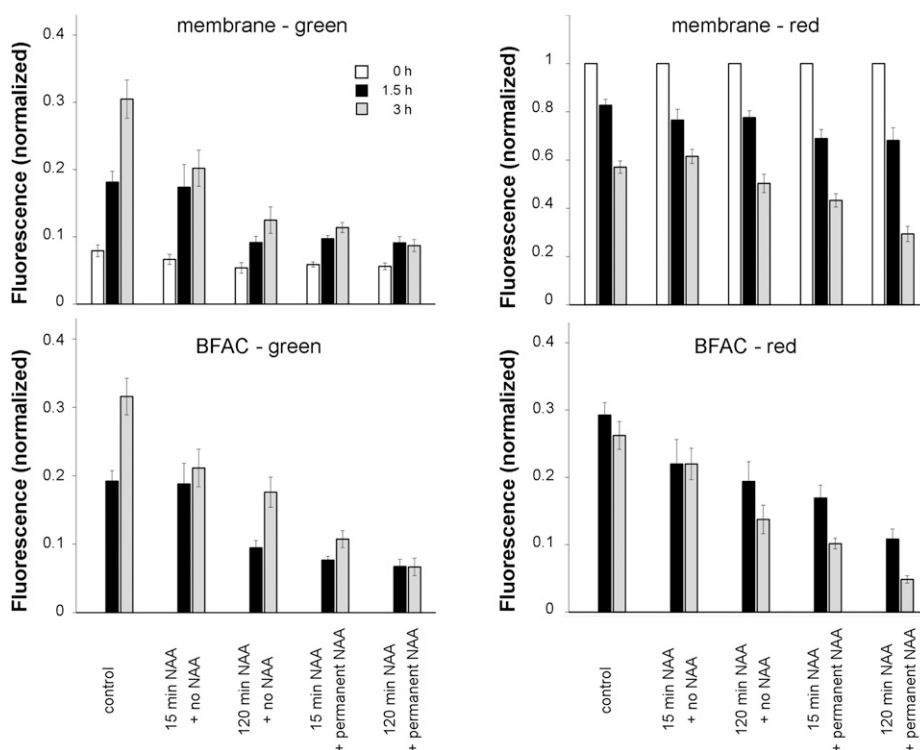 membrane - green
Fluorescence (normalized)
0.4
0.3
0.2
0.1
0
0 h
1.5 h
3 h
membrane - red
Fluorescence (normalized)
1
0.8
0.6
0.4
0
BFAC - green
Fluorescence (normalized)
0.4
0.3
0.2
0.1
0
BFAC - red
Fluorescence (normalized)
0.4
0.3
0.2
0.1
0
control
15 min NAA
+ no NAA
120 min NAA
+ no NAA
15 min NAA
+ permanent NAA
120 min NAA
+ permanent NAA
control
15 min NAA
+ no NAA
120 min NAA
+ no NAA
15 min NAA
+ permanent NAA
120 min NAA
+ permanent NAA